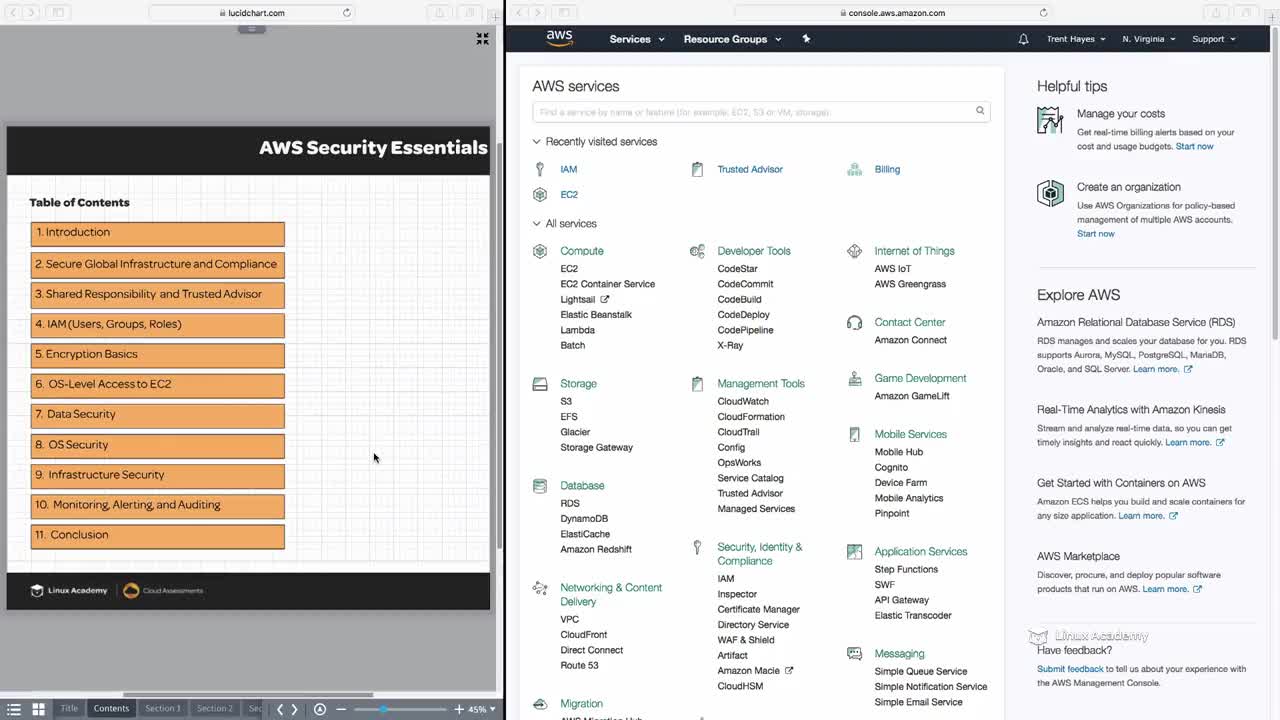 lucidchart.com
AWS Security Essentials
Table of Contents
1. Introduction
2. Secure Global Infrastructure and Compliance
3. Shared Responsibility and Trusted Advisor
4. IAM (Users, Groups, Roles)
5. Encryption Basics
6. OS-Level Access to EC2
7. Data Security
8. OS Security
9. Infrastructure Security
10. Monitoring, Alerting, and Auditing
11. Conclusion
Linux Academy
Cloud Assessments
Title Contents Section 1 Section 2 Sec
45%
console.aws.amazon.com
aws Services Resource Groups Trent Hayes N. Virginia Support
AWS services
Find a service by name or feature (for example, EC2, S3 or VM, storage).
Recently visited services
IAM Trusted Advisor Billing
EC2
All services
Compute
EC2
EC2 Container Service
Lightsail
Elastic Beanstalk
Lambda
Batch
Storage
S3
EFS
Glacier
Storage Gateway
Database
RDS
DynamoDB
ElastiCache
Amazon Redshift
Networking & Content
Delivery
VPC
CloudFront
Direct Connect
Route 53
Migration
AWS Migration Hub
Developer Tools
CodeStar
CodeCommit
CodeBuild
CodeDeploy
CodePipeline
X-Ray
Management Tools
CloudWatch
CloudFormation
CloudTrail
Config
OpsWorks
Service Catalog
Trusted Advisor
Managed Services
Security, Identity &
Compliance
IAM
Inspector
Certificate Manager
Directory Service
WAF & Shield
Artifact
Amazon Macie
CloudHSM
Internet of Things
AWS IoT
AWS Greengrass
Contact Center
Amazon Connect
Game Development
Amazon GameLift
Mobile Services
Mobile Hub
Cognito
Device Farm
Mobile Analytics
Pinpoint
Application Services
Step Functions
SWF
API Gateway
Elastic Transcoder
Messaging
Simple Queue Service
Simple Notification Service
Simple Email Service
Helpful tips
Manage your costs
Get real-time billing alerts based on your
cost and usage budgets. Start now
Create an organization
Use AWS Organizations for policy-based
management of multiple AWS accounts.
Start now
Explore AWS
Amazon Relational Database Service (RDS)
RDS manages and scales your database for you. RDS
supports Aurora, MySQL, PostgreSQL, MariaDB,
Oracle, and SQL Server. Learn more.
Real-Time Analytics with Amazon Kinesis
Stream and analyze real-time data, so you can get
timely insights and react quickly. Learn more.
Get Started with Containers on AWS
Amazon ECS helps you build and scale containers for
any size application. Learn more.
AWS Marketplace
Discover, procure, and deploy popular software
products that run on AWS. Learn more.
Linux Academy
Have feedback?
Submit feedback to tell us about your experience with
the AWS Management Console.